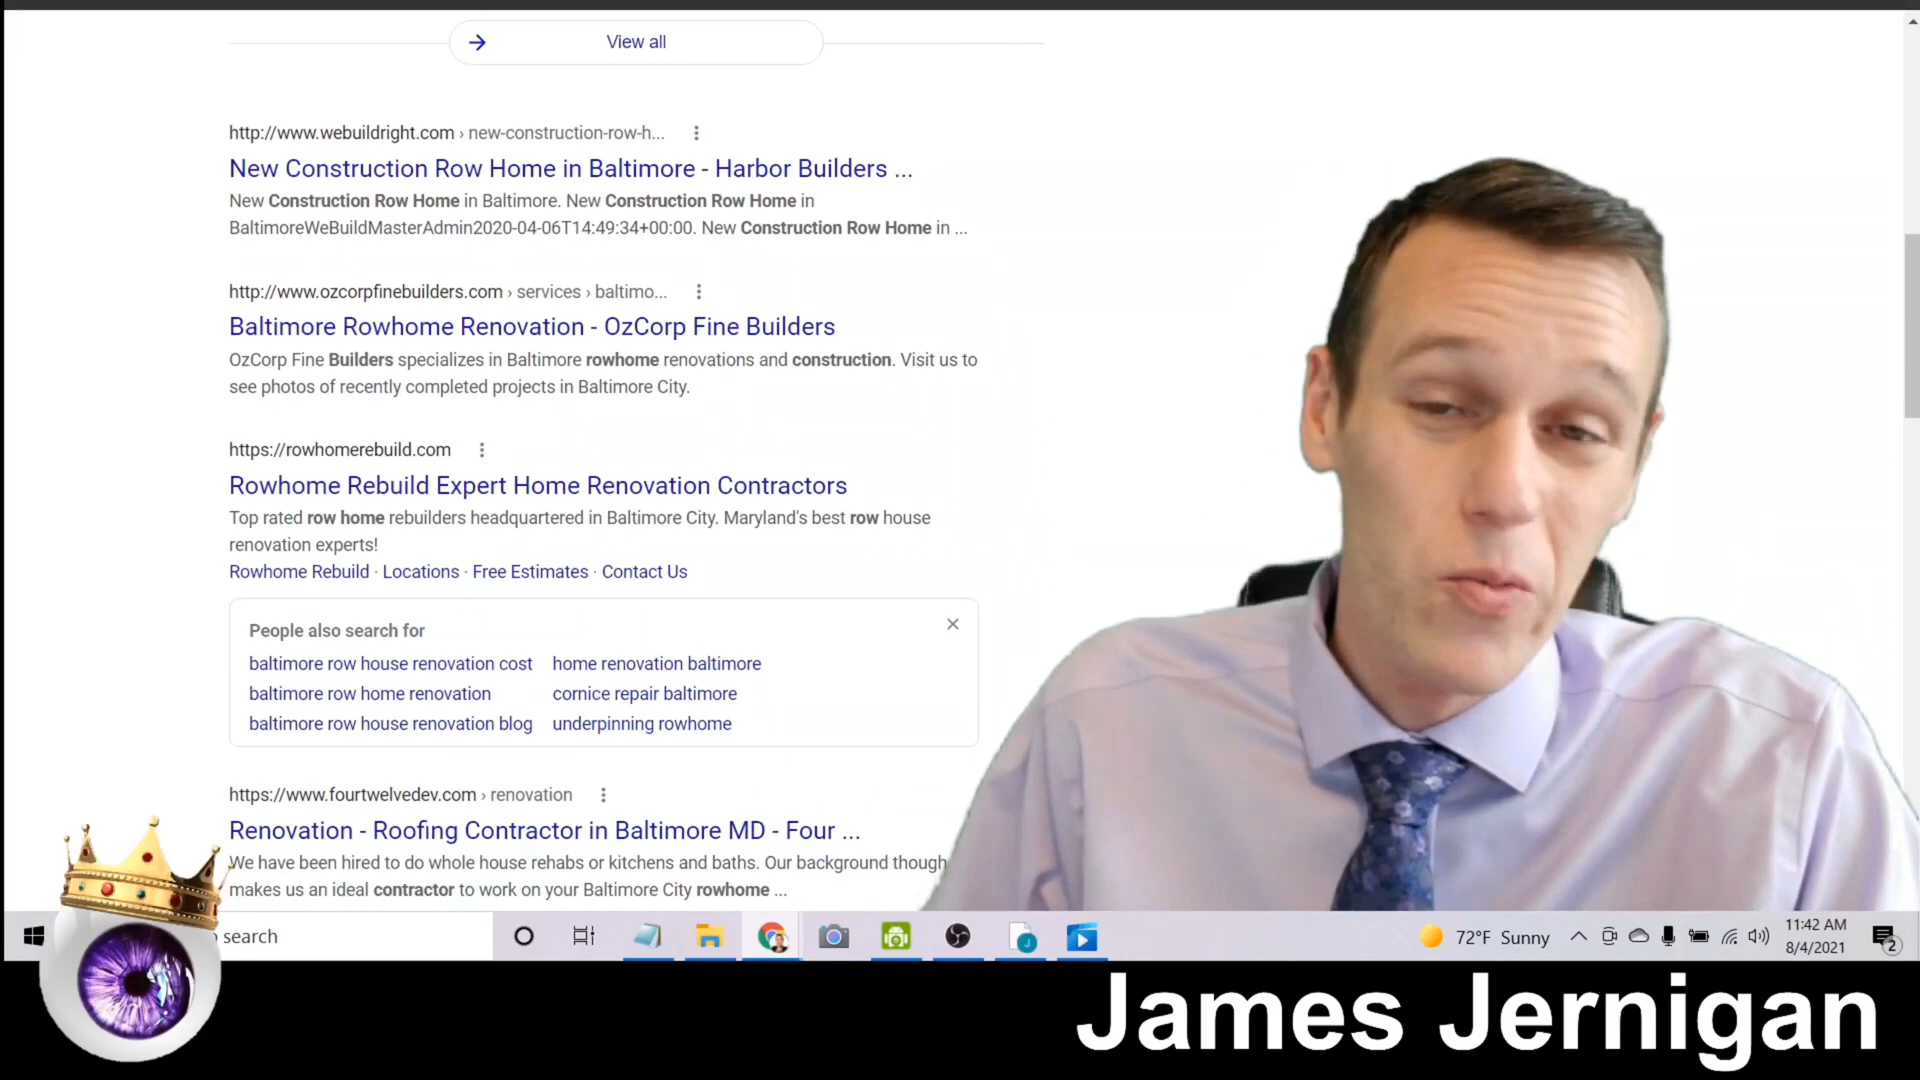 View all
http://www.webuildright.com › new-construction-row-h...
New Construction Row Home in Baltimore - Harbor Builders ...
New Construction Row Home in Baltimore. New Construction Row Home in
BaltimoreWeBuildMasterAdmin2020-04-06T14:49:34+00:00. New Construction Row Home in ...
http://www.ozcorpfinebuilders.com › services › baltimo...
Baltimore Rowhome Renovation - OzCorp Fine Builders
OzCorp Fine Builders specializes in Baltimore rowhome renovations and construction. Visit us to
see photos of recently completed projects in Baltimore City.
https://rowhomerebuild.com
Rowhome Rebuild Expert Home Renovation Contractors
Top rated row home rebuilders headquartered in Baltimore City. Maryland's best row house
renovation experts!
Rowhome Rebuild · Locations · Free Estimates · Contact Us
People also search for
baltimore row house renovation cost home renovation baltimore
baltimore row home renovation cornice repair baltimore
baltimore row house renovation blog underpinning rowhome
https://www.fourtwelvedev.com › renovation
Renovation - Roofing Contractor in Baltimore MD - Four ...
We have been hired to do whole house rehabs or kitchens and baths. Our background though
makes us an ideal contractor to work on your Baltimore City rowhome ...
search
72°F Sunny
11:42 AM
8/4/2021
2
James Jernigan